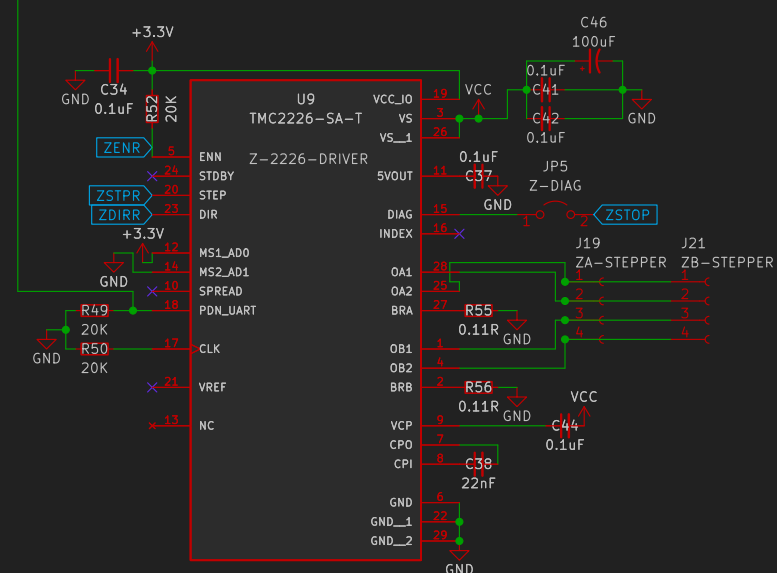 C46
100uF
+3.3V
0.1uF
C41
GND
C34
0.1uF
R52
20K
U9
TMC2226-SA-T
VCC_IO
19
VCC
VS
3
C42
GND
VS__1
26
0.1uF
ZENR
5
ENN
Z-2226-DRIVER
0.1uF
JP5
24
STDBY
5VOUT
11
C37
Z-DIAG
ZSTPR
20
STEP
GND
ZDIRR
23
DIR
DIAG
15
1
2
ZSTOP
+3.3V
INDEX
16
J19
J21
12
MS1_AD0
ZA-STEPPER
ZB-STEPPER
GND
14
MS2_AD1
OA1
28
1
1
10
SPREAD
OA2
25
2
2
R49
18
PDN_UART
BRA
27
R55
3
3
20K
0.11R
GND
4
4
GND
R50
17
CLK
OB1
1
20K
OB2
4
21
VREF
BRB
2
R56
0.11R
GND
VCC
13
NC
VCP
9
C44
CPO
7
0.1uF
CPI
8
C38
22nF
GND
6
GND__1
22
GND__2
29
GND